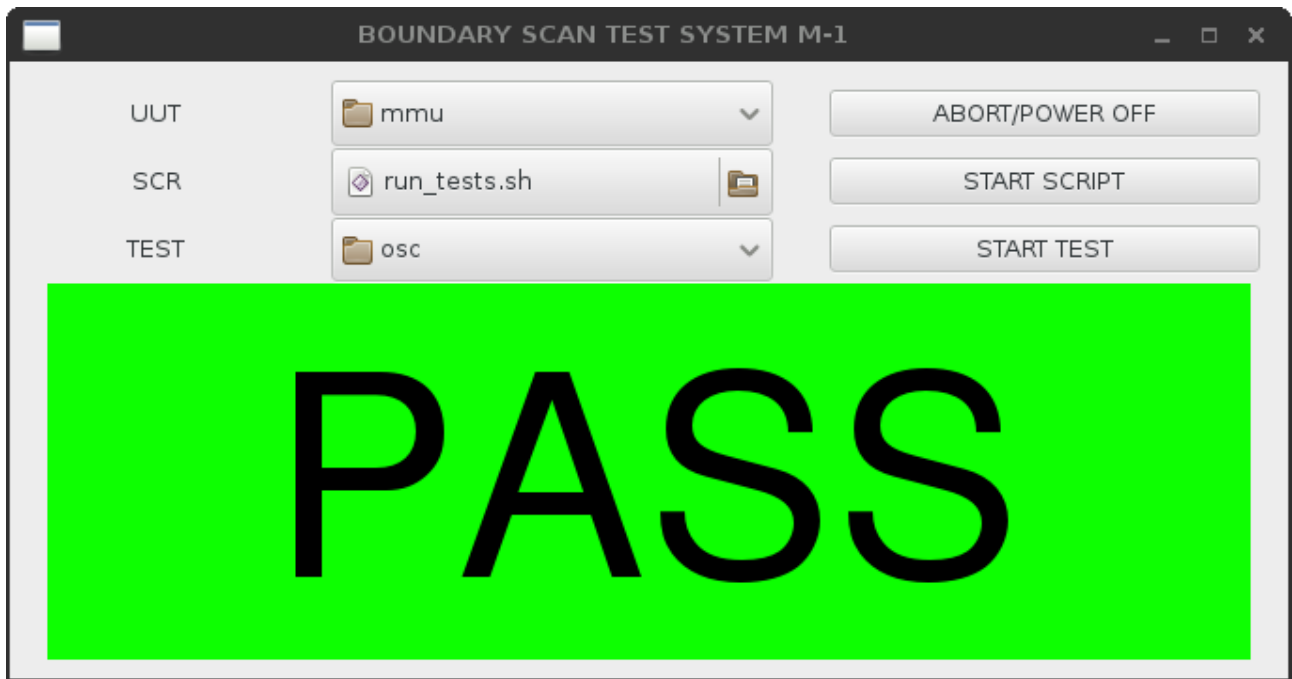 BOUNDARY SCAN TEST SYSTEM M-1
UUT mmu ABORT/POWER OFF
SCR run_tests.sh START SCRIPT
TEST osc START TEST
PASS